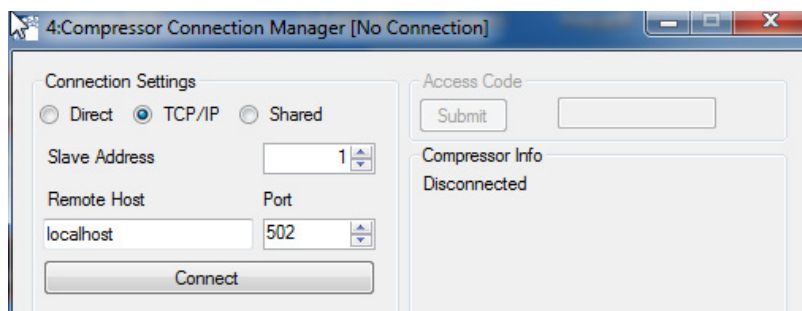 4:Compressor Connection Manager [No Connection]
Connection Settings
Direct TCP/IP Shared
Slave Address 1
Remote Host Port
localhost 502
Connect
Access Code
Submit
Compressor Info
Disconnected